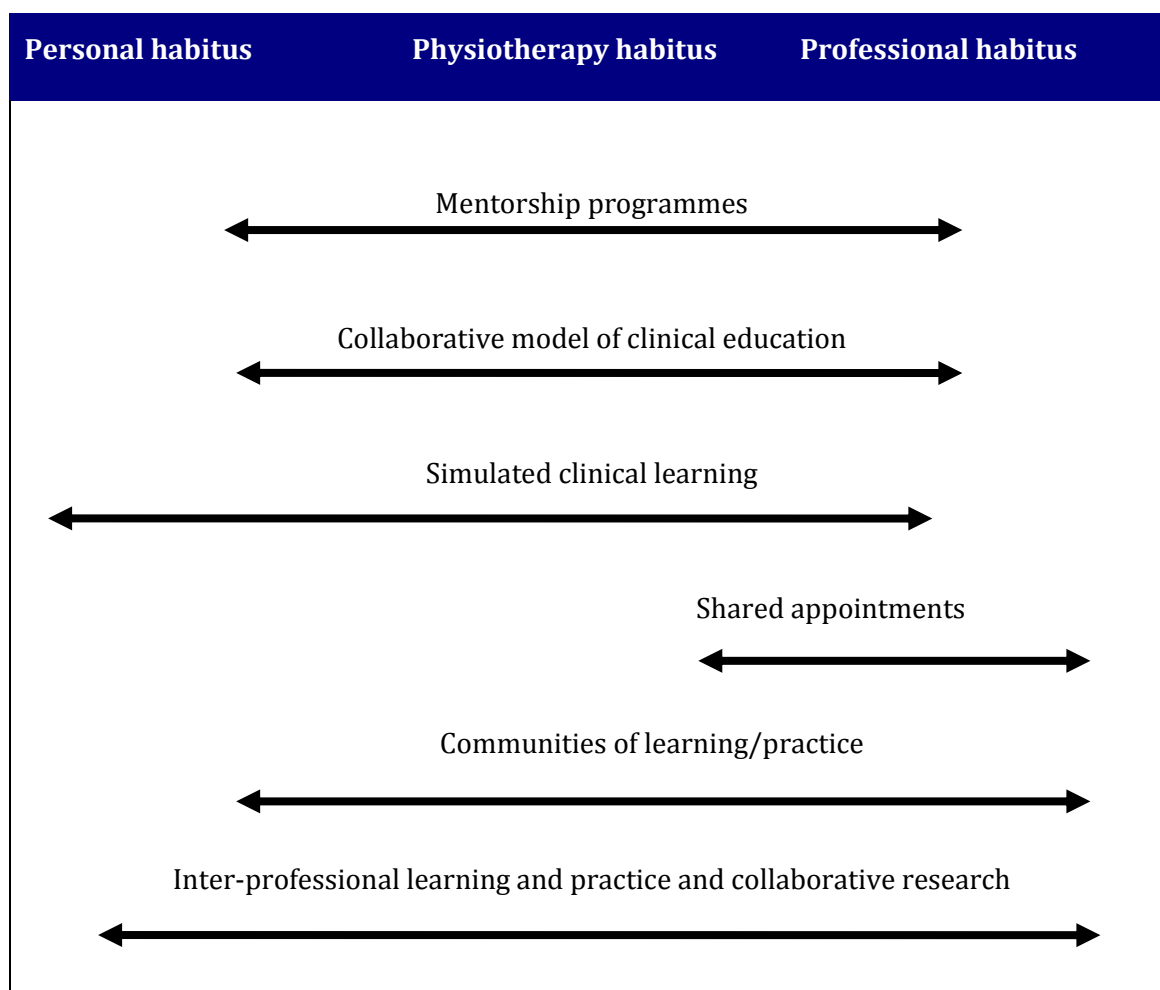 Personal habitus Physiotherapy habitus Professional habitus
Mentorship programmes
Collaborative model of clinical education
Simulated clinical learning
Shared appointments
Communities of learning/practice
Inter-professional learning and practice and collaborative research